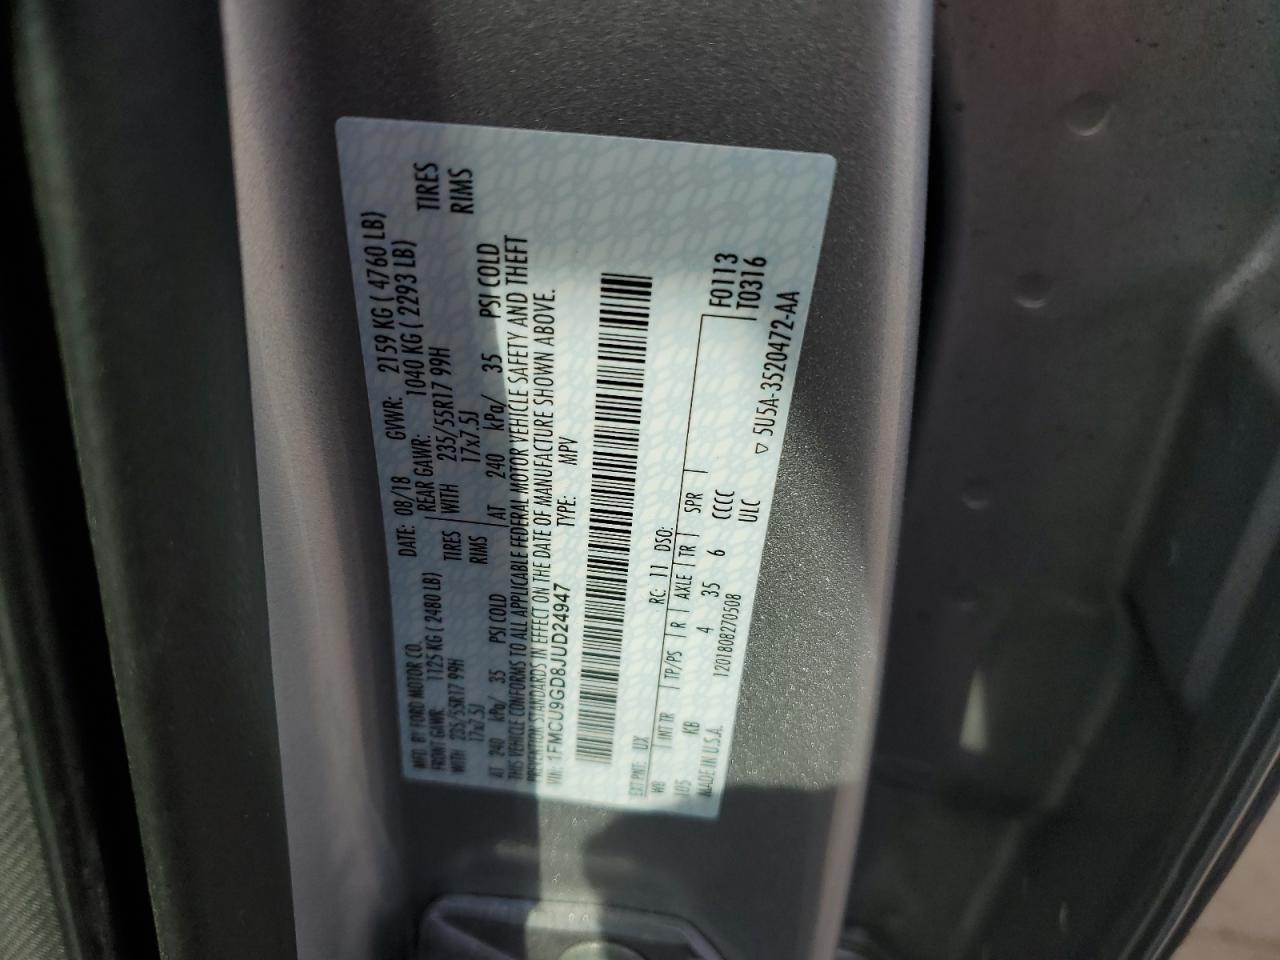 MFD. BY FORD MOTOR CO. DATE: 08/18 GVWR: 2159 KG ( 4760 LB)
FRONT GAWR: 1125 KG ( 2480 LB) REAR GAWR: 1040 KG ( 2293 LB)
WITH 235/55R17 99H TIRES WITH 235/55R17 99H TIRES
17x7.5J RIMS 17x7.5J RIMS
AT 240 kPa/ 35 PSI COLD AT 240 kPa/ 35 PSI COLD
THIS VEHICLE CONFORMS TO ALL APPLICABLE FEDERAL MOTOR VEHICLE SAFETY AND THEFT
PREVENTION STANDARDS IN EFFECT ON THE DATE OF MANUFACTURE SHOWN ABOVE.
VIN: 1FMCU9GD8JUD24947 TYPE: MPV
EXT PNT: UX RC: 11 DSO: F0113
WB INT TR TP/PS R AXLE TR SPR T0316
105 KB 4 35 6 CCCC
MADE IN U.S.A. 1201808270508 ULC
▽ 5U5A-3520472-AA